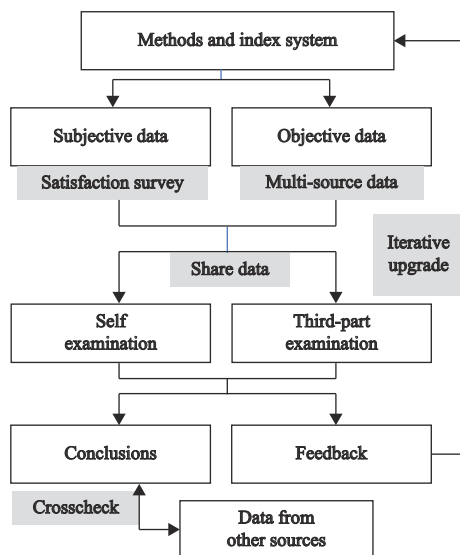 Methods and index system
Subjective data
Objective data
Satisfaction survey
Multi-source data
Iterative
upgrade
Share data
Self
examination
Third-part
examination
Conclusions
Feedback
Crosscheck
Data from
other sources